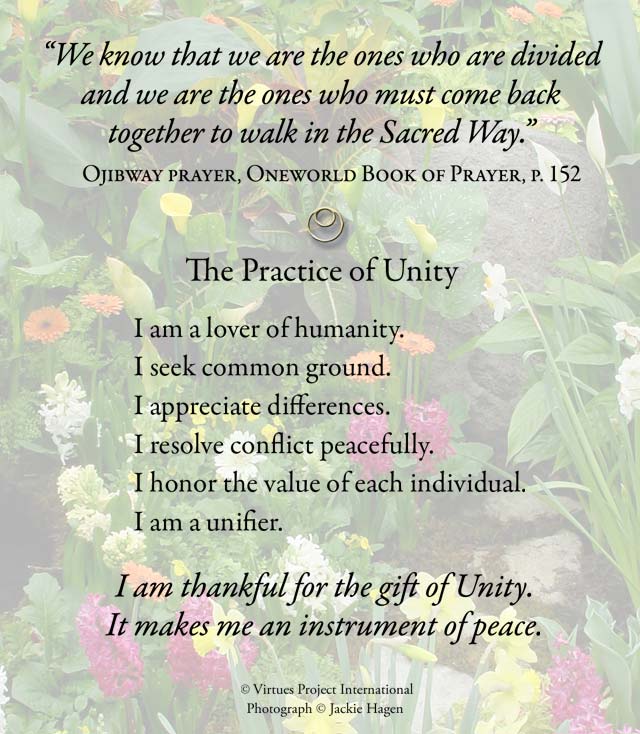 “We know that we are the ones who are divided
and we are the ones who must come back
together to walk in the Sacred Way.”
Ojibway prayer, Oneworld Book of Prayer, p. 152
The Practice of Unity
I am a lover of humanity.
I seek common ground.
I appreciate differences.
I resolve conflict peacefully.
I honor the value of each individual.
I am a unifier.
I am thankful for the gift of Unity.
It makes me an instrument of peace.
© Virtues Project International
Photograph © Jackie Hagen